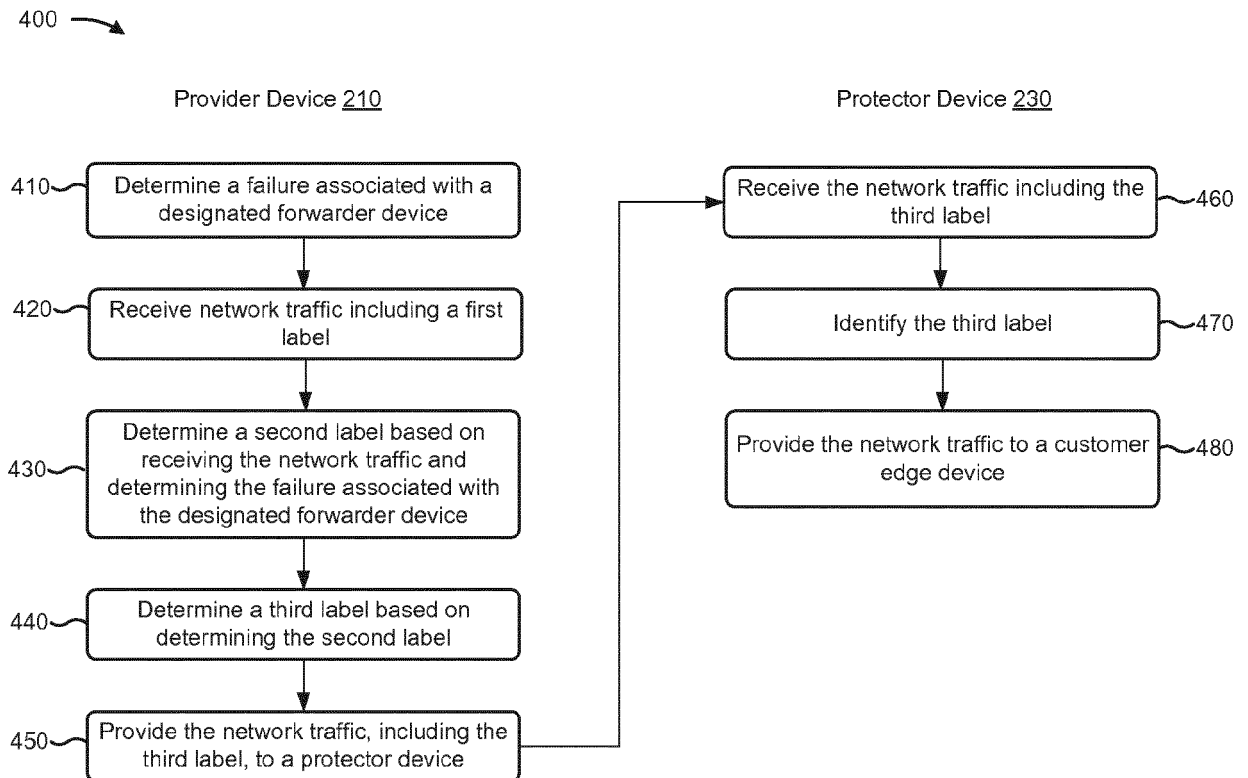 400
Provider Device 210
Protector Device 230
410
Determine a failure associated with a
designated forwarder device
420
Receive network traffic including a first
label
430
Determine a second label based on
receiving the network traffic and
determining the failure associated with
the designated forwarder device
440
Determine a third label based on
determining the second label
450
Provide the network traffic, including the
third label, to a protector device
Receive the network traffic including the
third label
460
Identify the third label
470
Provide the network traffic to a customer
edge device
480